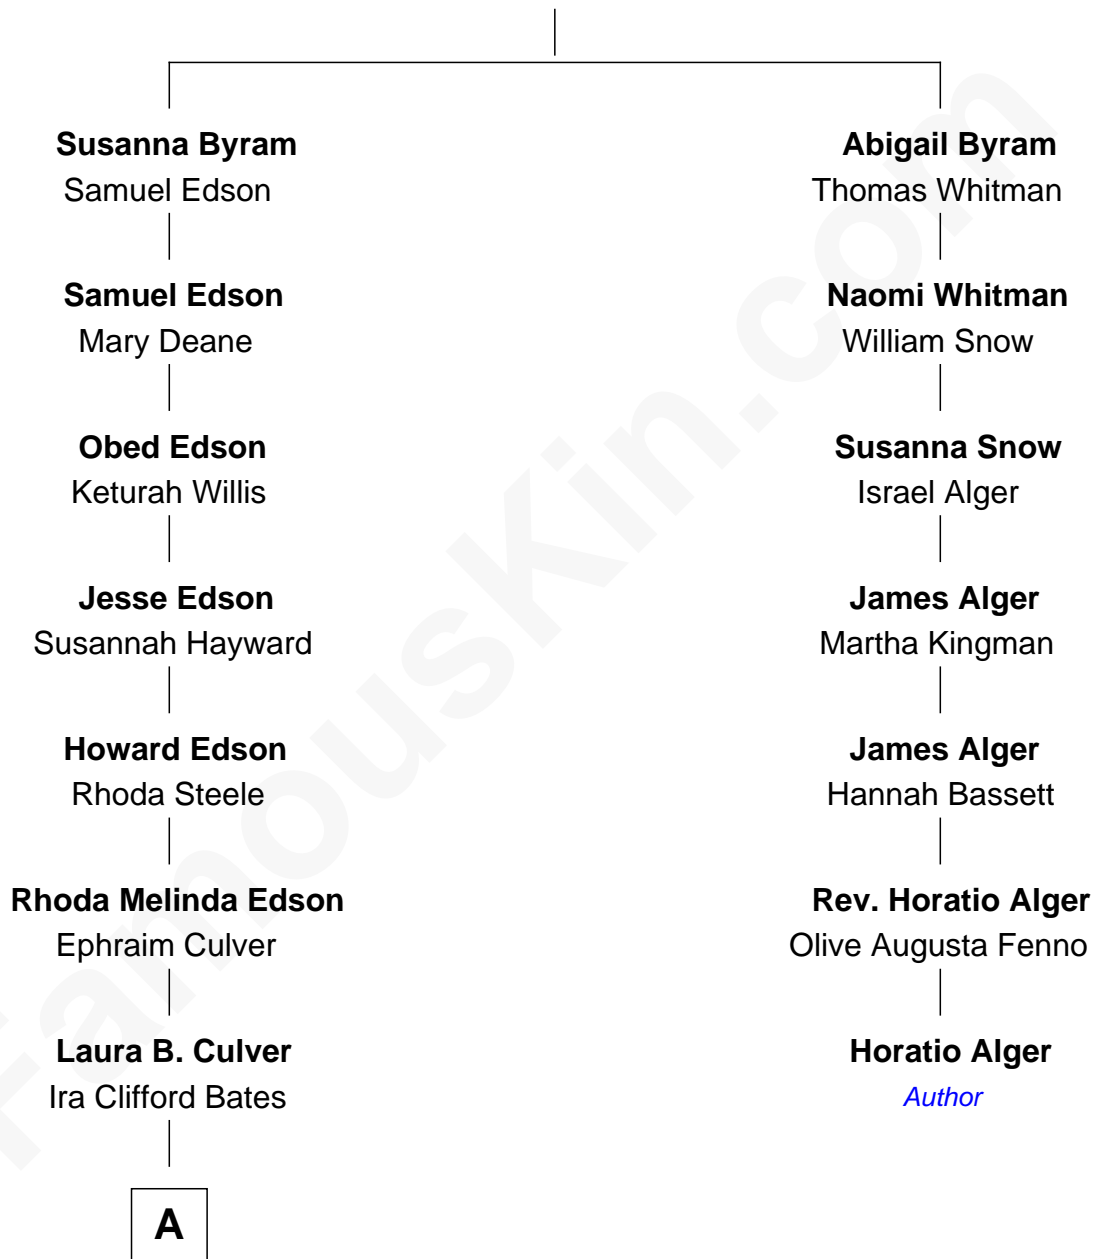 Susanna Byram
Samuel Edson
Samuel Edson
Mary Deane
Obed Edson
Keturah Willis
Jesse Edson
Susannah Hayward
Howard Edson
Rhoda Steele
Rhoda Melinda Edson
Ephraim Culver
Laura B. Culver
Ira Clifford Bates
A
Abigail Byram
Thomas Whitman
Naomi Whitman
William Snow
Susanna Snow
Israel Alger
James Alger
Martha Kingman
James Alger
Hannah Bassett
Rev. Horatio Alger
Olive Augusta Fenno
Horatio Alger
Author
FamousKin.com